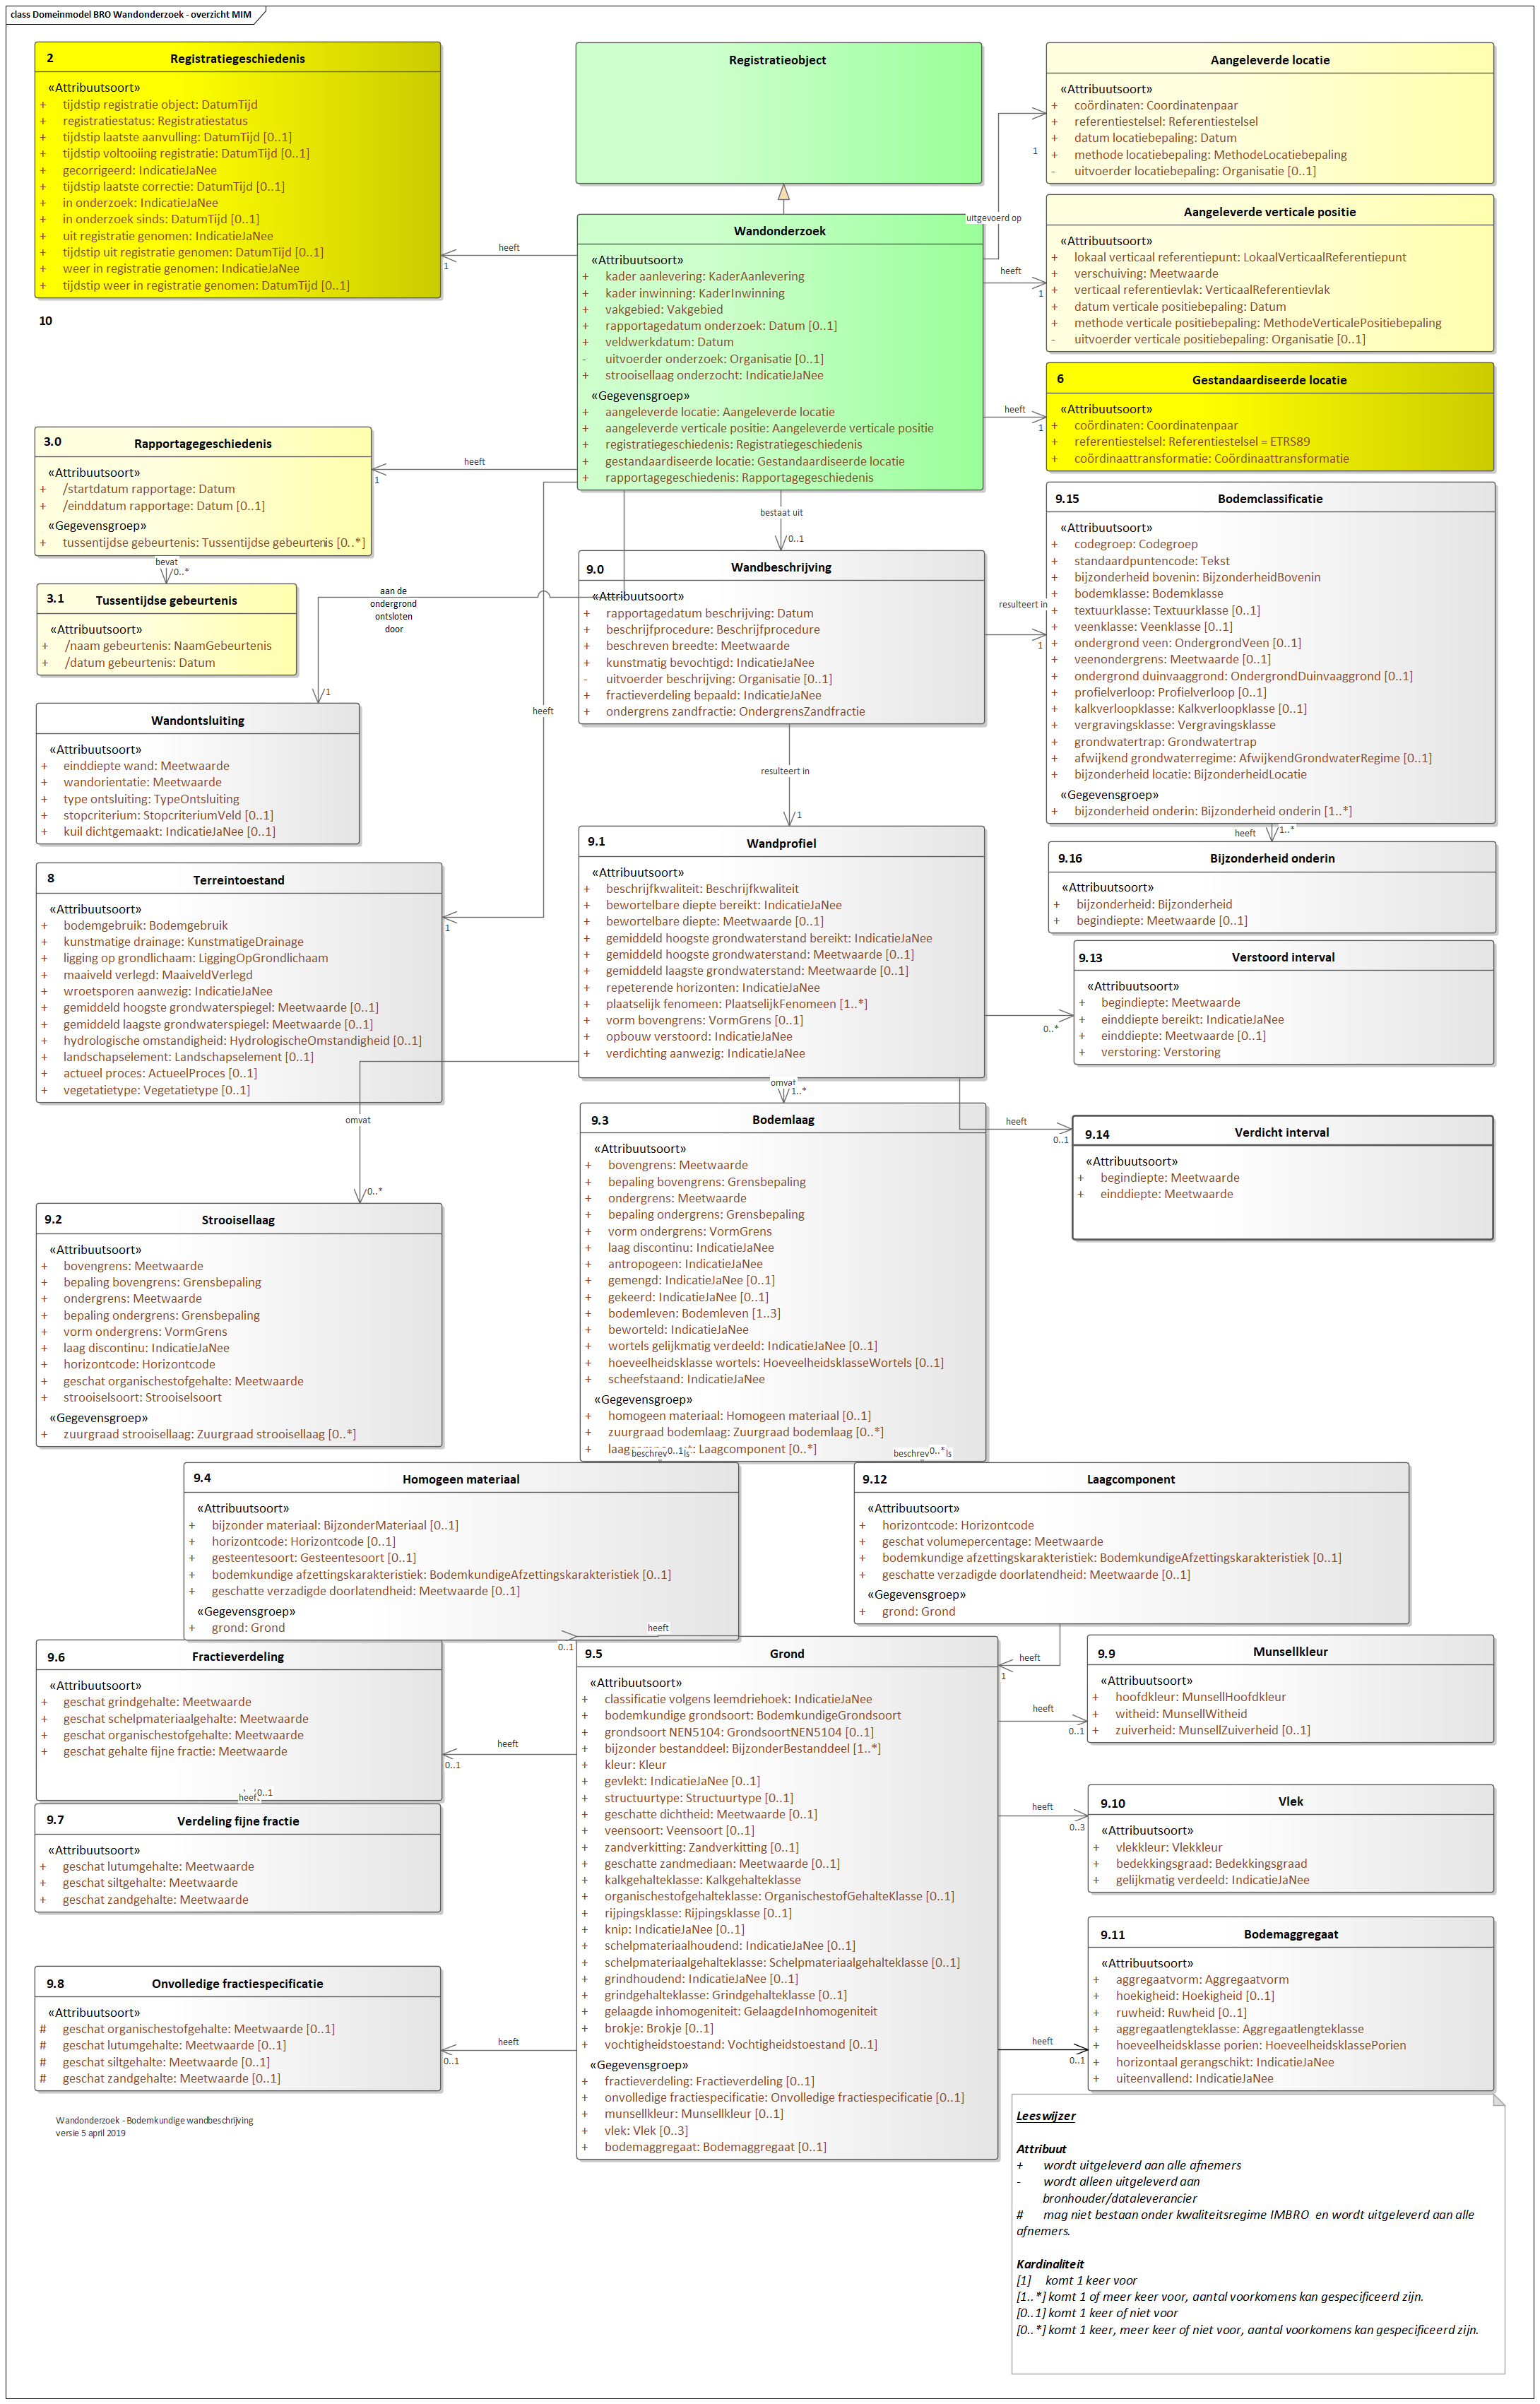 class Domeinmodel BRO Wandonderzoek - overzicht MIM
2
Registratiegeschiedenis
«Attribuutsoort»
+ tijdstip registratie object: DatumTijd
+ registratiestatus: Registratiestatus
+ tijdstip laatste aanvulling: DatumTijd [0..1]
+ tijdstip voltooiing registratie: DatumTijd [0..1]
+ gecorrigeerd: IndicatieJaNee
+ tijdstip laatste correctie: DatumTijd [0..1]
+ in onderzoek: IndicatieJaNee
+ in onderzoek sinds: DatumTijd [0..1]
+ uit registratie genomen: IndicatieJaNee
+ tijdstip uit registratie genomen: DatumTijd [0..1]
+ weer in registratie genomen: IndicatieJaNee
+ tijdstip weer in registratie genomen: DatumTijd [0..1]
10
Registratieobject
Aangeleverde locatie
«Attribuutsoort»
+ coördinaten: Coordinatenpaar
+ referentiestelsel: Referentiestelsel
+ datum locatiebepaling: Datum
+ methode locatiebepaling: MethodeLocatiebepaling
- uitvoerder locatiebepaling: Organisatie [0..1]
1
uitgevoerd op
Wandonderzoek
«Attribuutsoort»
+ kader aanlevering: KaderAanlevering
+ kader inwinning: KaderInwinning
+ vakgebied: Vakgebied
+ rapportagedatum onderzoek: Datum [0..1]
+ veldwerkdatum: Datum
- uitvoerder onderzoek: Organisatie [0..1]
+ strooisellaag onderzocht: IndicatieJaNee
«Gegevensgroep»
+ aangeleverde locatie: Aangeleverde locatie
+ aangeleverde verticale positie: Aangeleverde verticale positie
+ registratiegeschiedenis: Registratiegeschiedenis
+ gestandaardiseerde locatie: Gestandaardiseerde locatie
+ rapportagegeschiedenis: Rapportagegeschiedenis
heeft
1
heeft
1
Aangeleverde verticale positie
«Attribuutsoort»
+ lokaal verticaal referentiepunt: LokaalVerticaalReferentiepunt
+ verschuiving: Meetwaarde
+ verticaal referentievlak: VerticaalReferentievlak
+ datum verticale positiebepaling: Datum
+ methode verticale positiebepaling: MethodeVerticalePositiebepaling
- uitvoerder verticale positiebepaling: Organisatie [0..1]
6
Gestandaardiseerde locatie
«Attribuutsoort»
+ coördinaten: Coordinatenpaar
+ referentiestelsel: Referentiestelsel = ETRS89
+ coördinaattransformatie: Coördinaattransformatie
heeft
1
3.0
Rapportagegeschiedenis
«Attribuutsoort»
+ /startdatum rapportage: Datum
+ /einddatum rapportage: Datum [0..1]
«Gegevensgroep»
+ tussentijdse gebeurtenis: Tussentijdse gebeurtenis [0..*]
heeft
1
bevat
0..*
3.1
Tussentijdse gebeurtenis
«Attribuutsoort»
+ /naam gebeurtenis: NaamGebeurtenis
+ /datum gebeurtenis: Datum
aan de
ondergrond
ontsloten
door
1
bestaat uit
0..1
9.0
Wandbeschrijving
«Attribuutsoort»
+ rapportagedatum beschrijving: Datum
+ beschrijfprocedure: Beschrijfprocedure
+ beschreven breedte: Meetwaarde
+ kunstmatig bevochtigd: IndicatieJaNee
- uitvoerder beschrijving: Organisatie [0..1]
+ fractieverdeling bepaald: IndicatieJaNee
+ ondergrens zandfractie: OndergrensZandfractie
resulteert in
1
9.15
Bodemclassificatie
«Attribuutsoort»
+ codegroep: Codegroep
+ standaardpuntencode: Tekst
+ bijzonderheid bovenin: BijzonderheidBovenin
+ bodemklasse: Bodemklasse
+ textuurklasse: Textuurklasse [0..1]
+ veenklasse: Veenklasse [0..1]
+ ondergrond veen: OndergrondVeen [0..1]
+ veenondergrens: Meetwaarde [0..1]
+ ondergrond duinvaaggrond: OndergrondDuinvaaggrond [0..1]
+ profielverloop: Profielverloop [0..1]
+ kalkverloopklasse: Kalkverloopklasse [0..1]
+ vergravingsklasse: Vergravingsklasse
+ grondwatertrap: Grondwatertrap
+ afwijkend grondwaterregime: AfwijkendGrondwaterRegime [0..1]
+ bijzonderheid locatie: BijzonderheidLocatie
«Gegevensgroep»
+ bijzonderheid onderin: Bijzonderheid onderin [1..*]
heeft
1..*
9.16
Bijzonderheid onderin
«Attribuutsoort»
+ bijzonderheid: Bijzonderheid
+ begindiepte: Meetwaarde [0..1]
Wandontsluiting
«Attribuutsoort»
+ einddiepte wand: Meetwaarde
+ wandorientatie: Meetwaarde
+ type ontsluiting: TypeOntsluiting
+ stopcriterium: StopcriteriumVeld [0..1]
+ kuil dichtgemaakt: IndicatieJaNee [0..1]
heeft
1
resulteert in
1
8
Terreintoestand
«Attribuutsoort»
+ bodemgebruik: Bodemgebruik
+ kunstmatige drainage: KunstmatigeDrainage
+ ligging op grondlichaam: LiggingOpGrondlichaam
+ maaiveld verlegd: MaaiveldVerlegd
+ wroetsporen aanwezig: IndicatieJaNee
+ gemiddeld hoogste grondwaterspiegel: Meetwaarde [0..1]
+ gemiddeld laagste grondwaterspiegel: Meetwaarde [0..1]
+ hydrologische omstandigheid: HydrologischeOmstandigheid [0..1]
+ landschapselement: Landschapselement [0..1]
+ actueel proces: ActueelProces [0..1]
+ vegetatietype: Vegetatietype [0..1]
9.1
Wandprofiel
«Attribuutsoort»
+ beschrijfkwaliteit: Beschrijfkwaliteit
+ bewortelbare diepte bereikt: IndicatieJaNee
+ bewortelbare diepte: Meetwaarde [0..1]
+ gemiddeld hoogste grondwaterstand bereikt: IndicatieJaNee
+ gemiddeld hoogste grondwaterstand: Meetwaarde [0..1]
+ gemiddeld laagste grondwaterstand: Meetwaarde [0..1]
+ repeterende horizonten: IndicatieJaNee
+ plaatselijk fenomeen: PlaatselijkFenomeen [1..*]
+ vorm bovengrens: VormGrens [0..1]
+ opbouw verstoord: IndicatieJaNee
+ verdichting aanwezig: IndicatieJaNee
0..*
9.13
Verstoord interval
«Attribuutsoort»
+ begindiepte: Meetwaarde
+ einddiepte bereikt: IndicatieJaNee
+ einddiepte: Meetwaarde [0..1]
+ verstoring: Verstoring
omvat
0..*
omvat
1..*
heeft
0..1
9.14
Verdicht interval
«Attribuutsoort»
+ begindiepte: Meetwaarde
+ einddiepte: Meetwaarde
9.2
Strooisellaag
«Attribuutsoort»
+ bovengrens: Meetwaarde
+ bepaling bovengrens: Grensbepaling
+ ondergrens: Meetwaarde
+ bepaling ondergrens: Grensbepaling
+ vorm ondergrens: VormGrens
+ laag discontinu: IndicatieJaNee
+ horizontcode: Horizontcode
+ geschat organischestofgehalte: Meetwaarde
+ strooiselsoort: Strooiselsoort
«Gegevensgroep»
+ zuurgraad strooisellaag: Zuurgraad strooisellaag [0..*]
9.3
Bodemlaag
«Attribuutsoort»
+ bovengrens: Meetwaarde
+ bepaling bovengrens: Grensbepaling
+ ondergrens: Meetwaarde
+ bepaling ondergrens: Grensbepaling
+ vorm ondergrens: VormGrens
+ laag discontinu: IndicatieJaNee
+ antropogeen: IndicatieJaNee
+ gemengd: IndicatieJaNee [0..1]
+ gekeerd: IndicatieJaNee [0..1]
+ bodemleven: Bodemleven [1..3]
+ beworteld: IndicatieJaNee
+ wortels gelijkmatig verdeeld: IndicatieJaNee [0..1]
+ hoeveelheidsklasse wortels: HoeveelheidsklasseWortels [0..1]
+ scheefstaand: IndicatieJaNee
«Gegevensgroep»
+ homogeen materiaal: Homogeen materiaal [0..1]
+ zuurgraad bodemlaag: Zuurgraad bodemlaag [0..*]
+ Laagcomponent [0..*]
0..1
0..*
9.4
Homogeen materiaal
«Attribuutsoort»
+ bijzonder materiaal: BijzonderMateriaal [0..1]
+ horizontcode: Horizontcode [0..1]
+ gesteentesoort: Gesteentesoort [0..1]
+ bodemkundige afzettingskarakteristiek: BodemkundigeAfzettingskarakteristiek [0..1]
+ geschatte verzadigde doorlatendheid: Meetwaarde [0..1]
«Gegevensgroep»
+ grond: Grond
heeft
0..1
9.12
Laagcomponent
«Attribuutsoort»
+ horizontcode: Horizontcode
+ geschat volumepercentage: Meetwaarde
+ bodemkundige afzettingskarakteristiek: BodemkundigeAfzettingskarakteristiek [0..1]
+ geschatte verzadigde doorlatendheid: Meetwaarde [0..1]
«Gegevensgroep»
+ grond: Grond
heeft
1
9.6
Fractieverdeling
«Attribuutsoort»
+ geschat grindgehalte: Meetwaarde
+ geschat schelpmateriaalgehalte: Meetwaarde
+ geschat organischestofgehalte: Meetwaarde
+ geschat gehalte fijne fractie: Meetwaarde
heeft
0..1
0..1
heeft
9.7
Verdeling fijne fractie
«Attribuutsoort»
+ geschat lutumgehalte: Meetwaarde
+ geschat siltgehalte: Meetwaarde
+ geschat zandgehalte: Meetwaarde
9.8
Onvolledige fractiespecificatie
«Attribuutsoort»
# geschat organischestofgehalte: Meetwaarde [0..1]
# geschat lutumgehalte: Meetwaarde [0..1]
# geschat siltgehalte: Meetwaarde [0..1]
# geschat zandgehalte: Meetwaarde [0..1]
heeft
0..1
9.5
Grond
«Attribuutsoort»
+ classificatie volgens leemdriehoek: IndicatieJaNee
+ bodemkundige grondsoort: BodemkundigeGrondsoort
+ grondsoort NEN5104: GrondsoortNEN5104 [0..1]
+ bijzonder bestanddeel: BijzonderBestanddeel [1..*]
+ kleur: Kleur
+ gevlekt: IndicatieJaNee [0..1]
+ structuurtype: Structuurtype [0..1]
+ geschatte dichtheid: Meetwaarde [0..1]
+ veensoort: Veensoort [0..1]
+ zandverkitting: Zandverkitting [0..1]
+ geschatte zandmediaan: Meetwaarde [0..1]
+ kalkgehalteklasse: Kalkgehalteklasse
+ organischestofgehalteklasse: OrganischestofGehalteKlasse [0..1]
+ rijpingsklasse: Rijpingsklasse [0..1]
+ knip: IndicatieJaNee [0..1]
+ schelpmateriaalhoudend: IndicatieJaNee [0..1]
+ schelpmateriaalgehalteklasse: Schelpmateriaalgehalteklasse [0..1]
+ grindhoudend: IndicatieJaNee [0..1]
+ grindgehalteklasse: Grindgehalteklasse [0..1]
+ gelaagde inhomogeniteit: GelaagdeInhomogeniteit
+ brokje: Brokje [0..1]
+ vochtigheidstoestand: Vochtigheidstoestand [0..1]
«Gegevensgroep»
+ fractieverdeling: Fractieverdeling [0..1]
+ onvolledige fractiespecificatie: Onvolledige fractiespecificatie [0..1]
+ munsellkleur: Munsellkleur [0..1]
+ vlek: Vlek [0..3]
+ bodemaggregaat: Bodemaggregaat [0..1]
heeft
0..1
9.9
Munsellkleur
«Attribuutsoort»
+ hoofdkleur: MunsellHoofdkleur
+ witheid: MunsellWitheid
+ zuiverheid: MunsellZuiverheid [0..1]
heeft
0..3
9.10
Vlek
«Attribuutsoort»
+ vlekkleur: Vlekkleur
+ bedekkingsgraad: Bedekkingsgraad
+ gelijkmatig verdeeld: IndicatieJaNee
heeft
0..1
9.11
Bodemaggregaat
«Attribuutsoort»
+ aggregaatvorm: Aggregaatvorm
+ hoekigheid: Hoekigheid [0..1]
+ ruwheid: Ruwheid [0..1]
+ aggregaatlengteklasse: Aggregaatlengteklasse
+ hoeveelheidsklasse porien: HoeveelheidsklassePorien
+ horizontaal gerangschikt: IndicatieJaNee
+ uiteenvallend: IndicatieJaNee
Wandonderzoek - Bodemkundige wandbeschrijving
versie 5 april 2019
Leeswijzer
Attribuut
+ wordt uitgeleverd aan alle afnemers
- wordt alleen uitgeleverd aan
bronhouder/dataleverancier
# mag niet bestaan onder kwaliteitsregime IMBRO en wordt uitgeleverd aan alle
afnemers.
Kardinaliteit
[1] komt 1 keer voor
[1..*] komt 1 of meer keer voor, aantal voorkomens kan gespecificeerd zijn.
[0..1] komt 1 keer of niet voor
[0..*] komt 1 keer, meer keer of niet voor, aantal voorkomens kan gespecificeerd zijn.